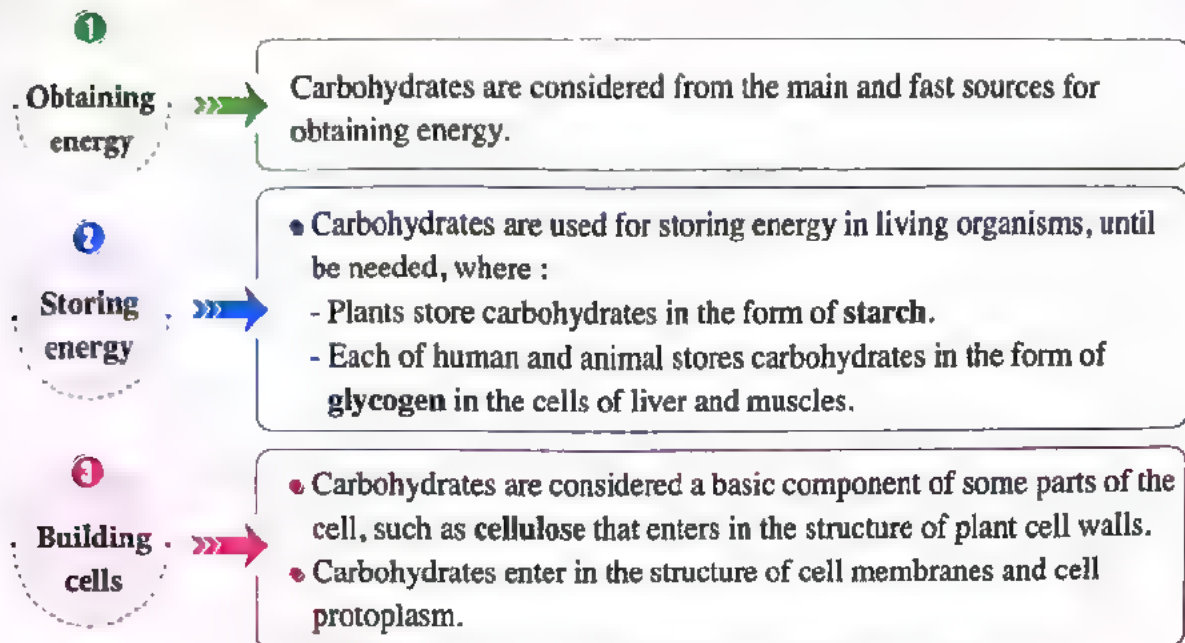 1
Obtaining
energy
Carbohydrates are considered from the main and fast sources for
obtaining energy.
2
Storing
energy
• Carbohydrates are used for storing energy in living organisms, until
be needed, where :
- Plants store carbohydrates in the form of starch.
- Each of human and animal stores carbohydrates in the form of
glycogen in the cells of liver and muscles.
3
Building
cells
• Carbohydrates are considered a basic component of some parts of the
cell, such as cellulose that enters in the structure of plant cell walls.
• Carbohydrates enter in the structure of cell membranes and cell
protoplasm.